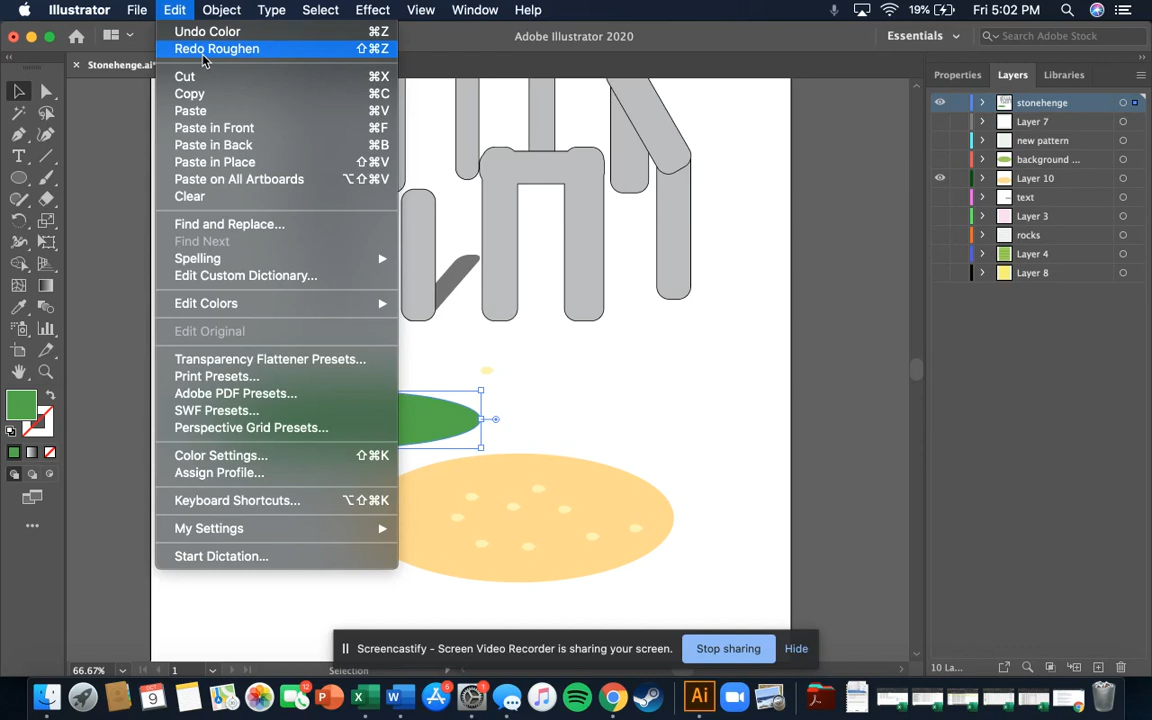 Illustrator File Edit Object Type Select Effect View Window Help 19% Fri 5:02 PM
Adobe Illustrator 2020 Essentials Search Adobe Stock
× Stonehenge.ai*
Undo Color ⌘Z
Redo Roughen ⇧⌘Z
Cut ⌘X
Copy ⌘C
Paste ⌘V
Paste in Front ⌘F
Paste in Back ⌘B
Paste in Place ⇧⌘V
Paste on All Artboards ⌥⇧⌘V
Clear
Find and Replace...
Find Next
Spelling
Edit Custom Dictionary...
Edit Colors
Edit Original
Transparency Flattener Presets...
Print Presets...
Adobe PDF Presets...
SWF Presets...
Perspective Grid Presets...
Color Settings... ⇧⌘K
Assign Profile...
Keyboard Shortcuts... ⌥⇧⌘K
My Settings
Start Dictation...
Properties Layers Libraries
stonehenge
Layer 7
new pattern
background ...
Layer 10
text
Layer 3
rocks
Layer 4
Layer 8
10 La...
Screencastify - Screen Video Recorder is sharing your screen. Stop sharing Hide
66.67% 1 Selection
OCT
9
12
6
1
Ai